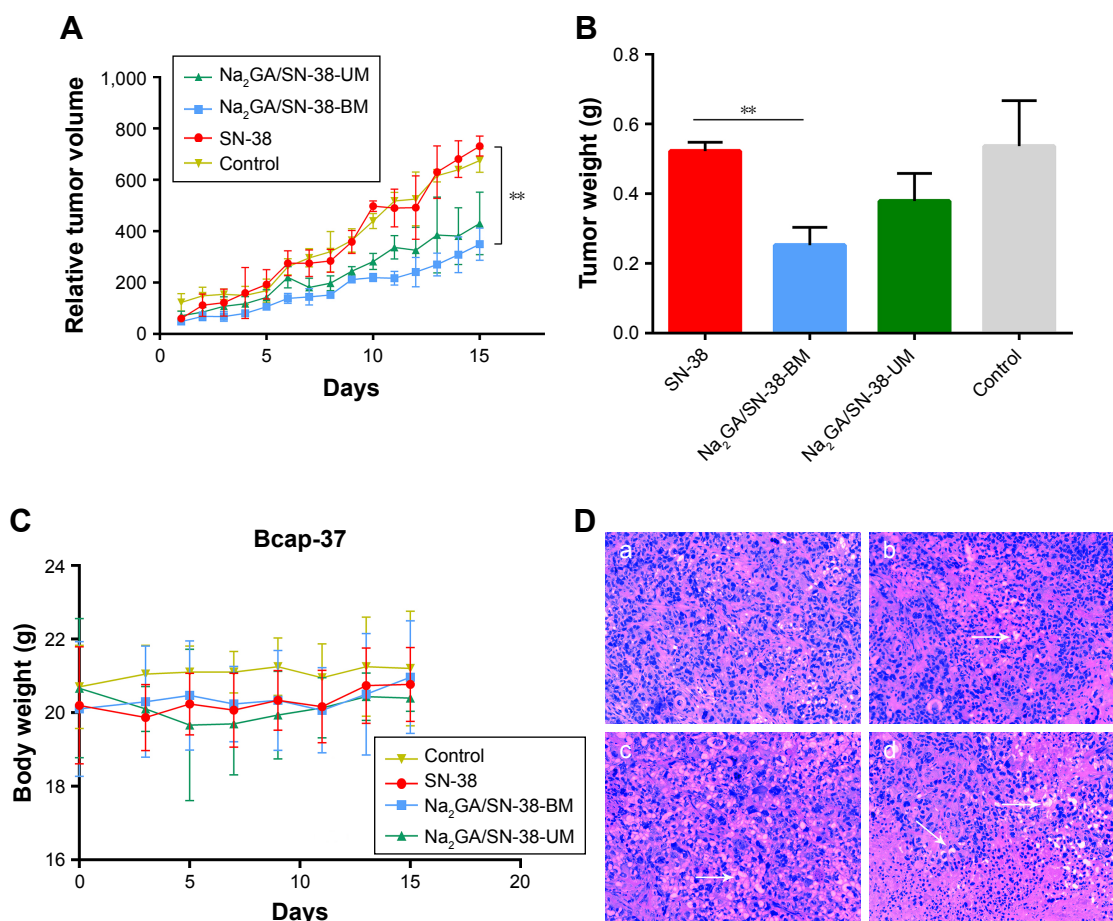 A
Relative tumor volume
1,000
800
600
400
200
0
Na₂GA/SN-38-UM
Na₂GA/SN-38-BM
SN-38
Control
**
0
5
10
15
Days
B
Tumor weight (g)
0.8
0.6
0.4
0.2
0.0
**
SN-38
Na₂GA/SN-38-BM
Na₂GA/SN-38-UM
Control
C
Bcap-37
Body weight (g)
24
22
20
18
16
Control
SN-38
Na₂GA/SN-38-BM
Na₂GA/SN-38-UM
0
5
10
15
20
Days
D
a
b
c
d